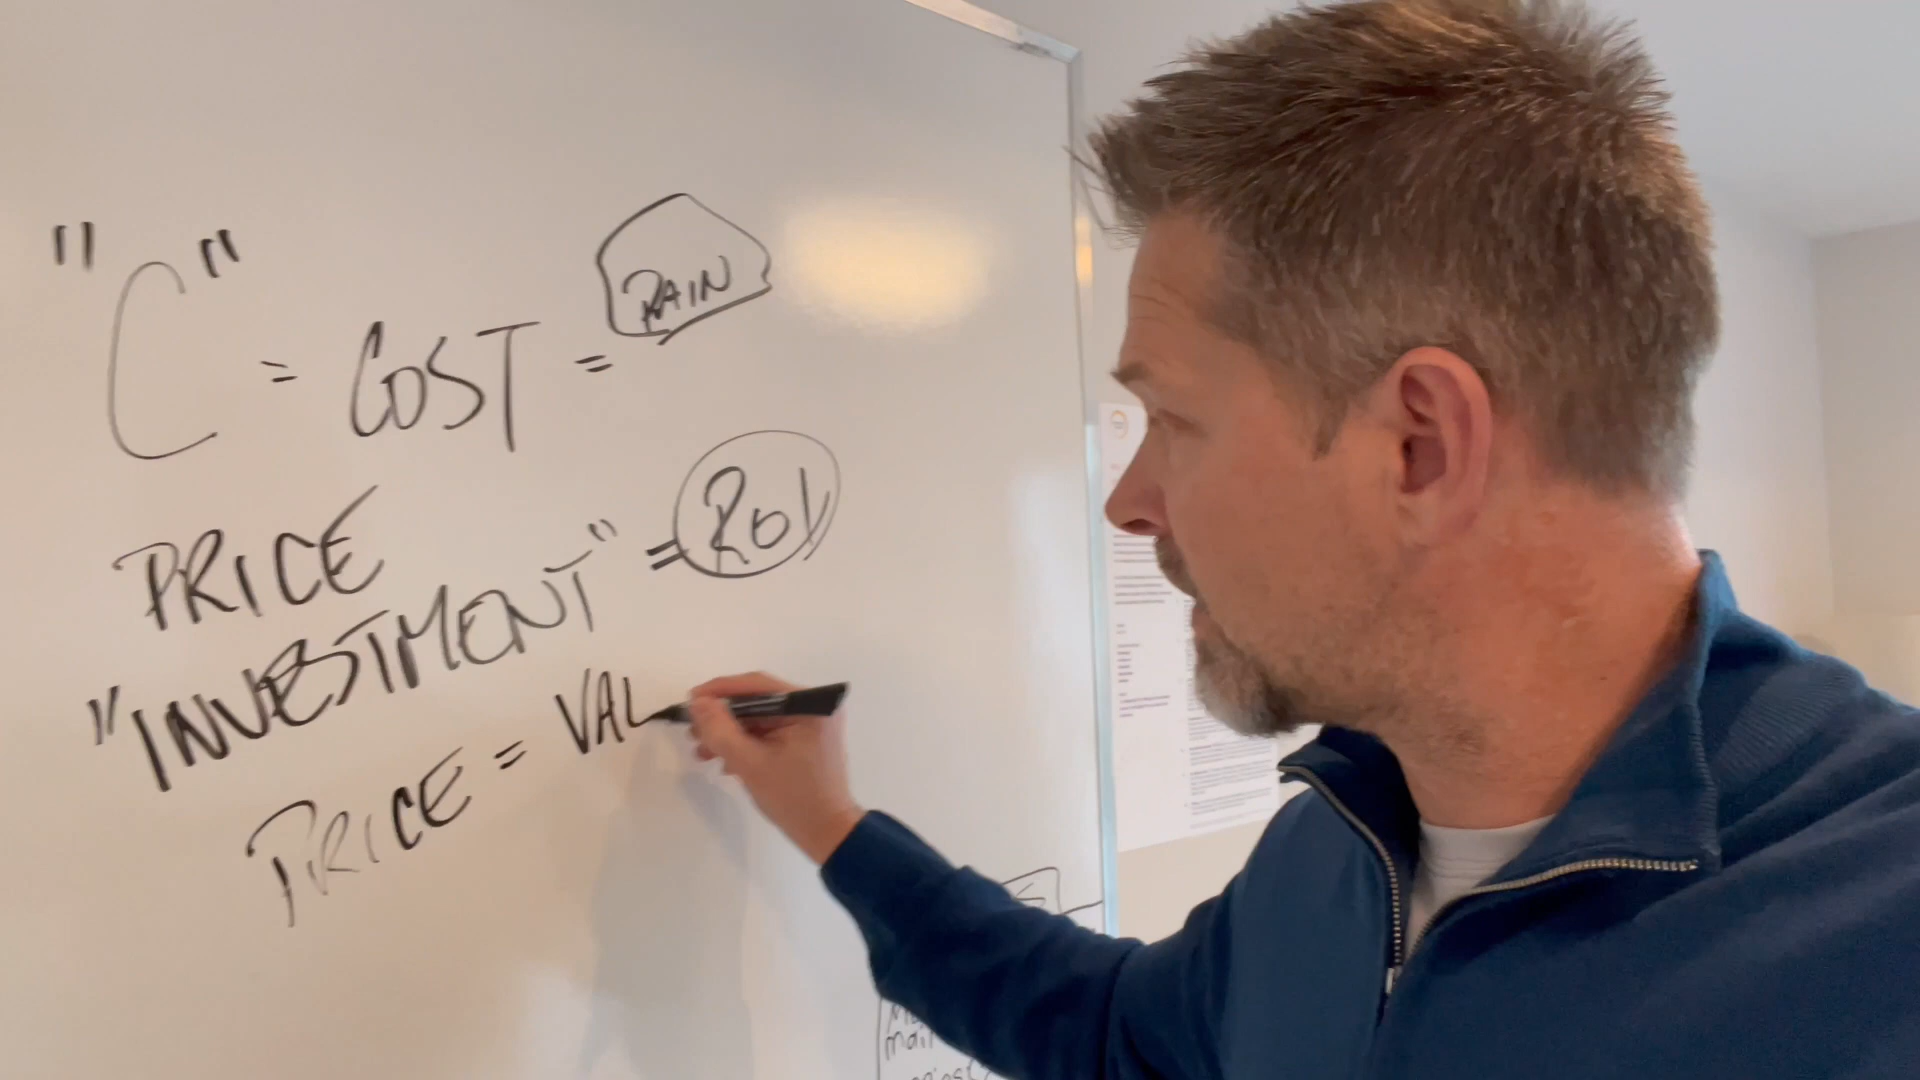 "C" = COST = PAIN
PRICE
"INVESTMENT" = ROI
PRICE = VAL